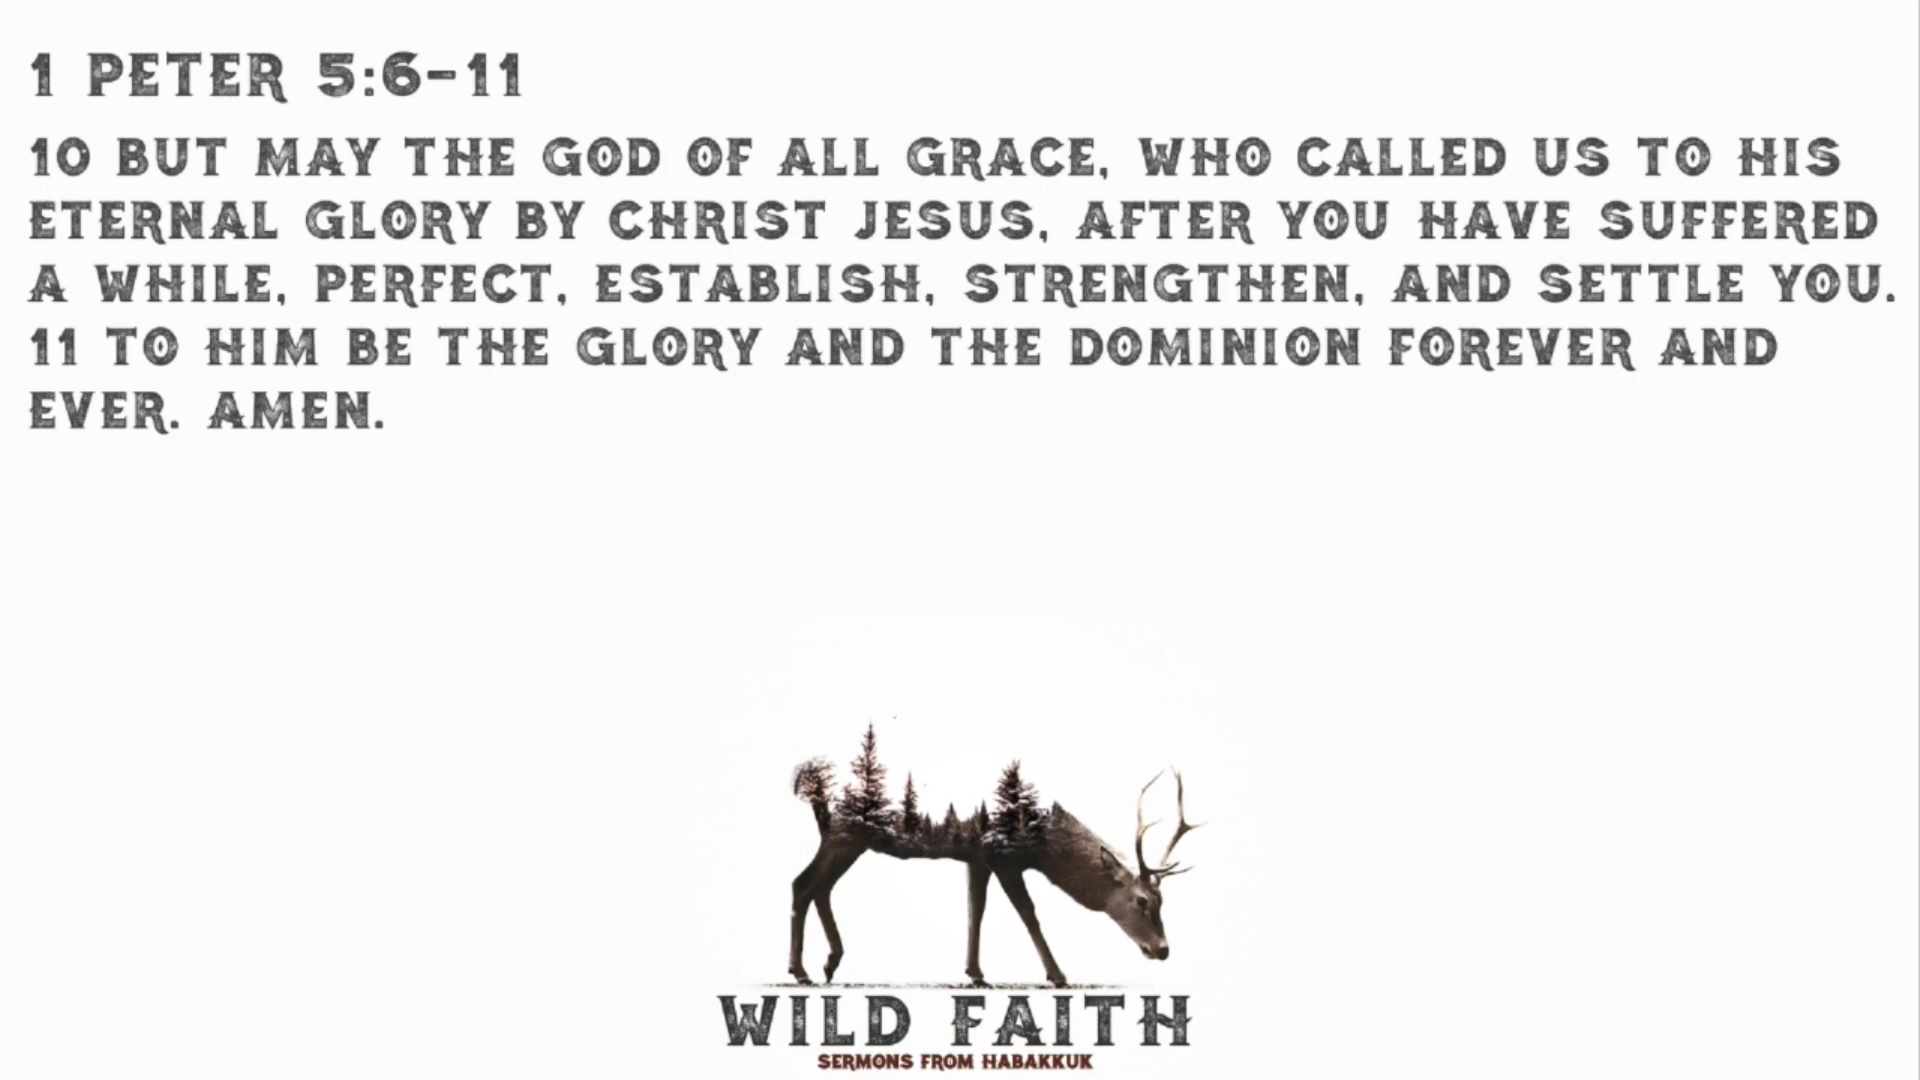 1 PETER 5:6-11
10 BUT MAY THE GOD OF ALL GRACE, WHO CALLED US TO HIS
ETERNAL GLORY BY CHRIST JESUS, AFTER YOU HAVE SUFFERED
A WHILE, PERFECT, ESTABLISH, STRENGTHEN, AND SETTLE YOU.
11 TO HIM BE THE GLORY AND THE DOMINION FOREVER AND
EVER. AMEN.
WILD FAITH
SERMONS FROM HABAKKUK